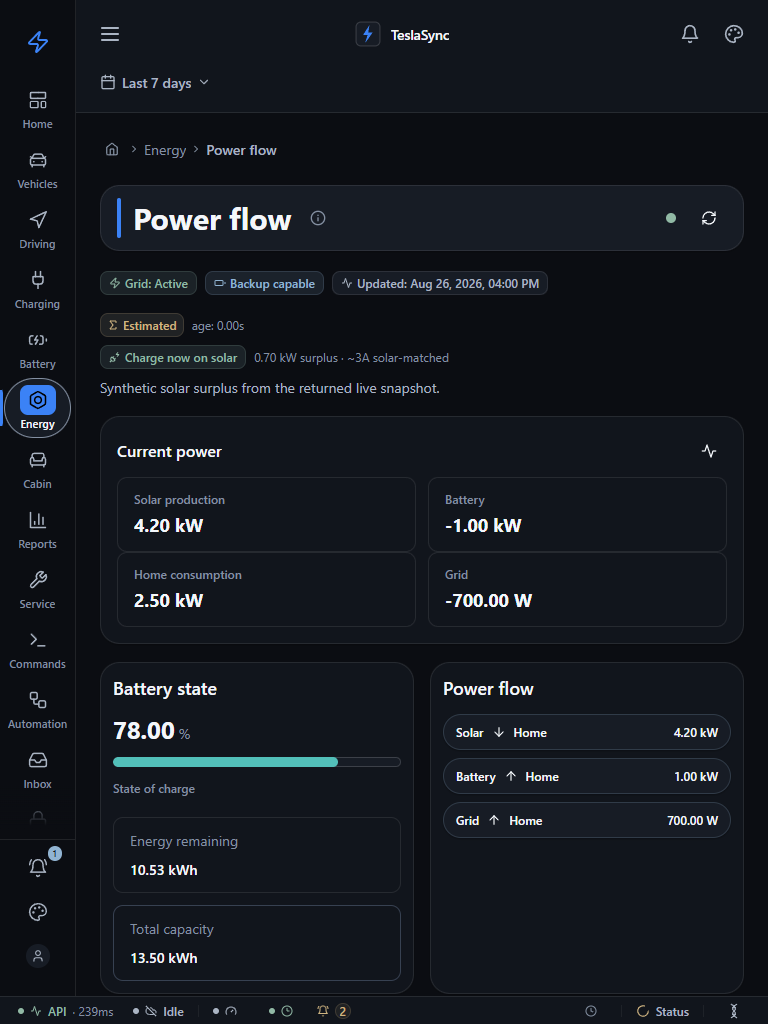 TeslaSync
Last 7 days
Home
Vehicles
Driving
Charging
Battery
Energy
Cabin
Reports
Service
Commands
Automation
Inbox
1
Energy > Power flow
Power flow
Grid: Active
Backup capable
Updated: Aug 26, 2026, 04:00 PM
Σ Estimated
age: 0.00s
Charge now on solar
0.70 kW surplus · ~3A solar-matched
Synthetic solar surplus from the returned live snapshot.
Current power
Solar production
4.20 kW
Battery
-1.00 kW
Home consumption
2.50 kW
Grid
-700.00 W
Battery state
78.00 %
State of charge
Energy remaining
10.53 kWh
Total capacity
13.50 kWh
Power flow
Solar ↓ Home 4.20 kW
Battery ↑ Home 1.00 kW
Grid ↑ Home 700.00 W
API · 239ms
Idle
2
Status